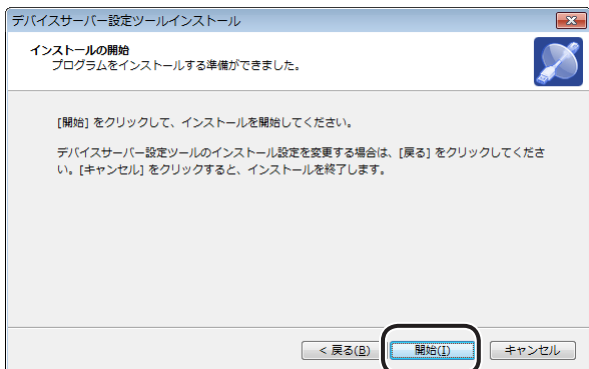 デバイスサーバー設定ツールインストール
インストールの開始
プログラムをインストールする準備ができました。
[開始] をクリックして、インストールを開始してください。
デバイスサーバー設定ツールのインストール設定を変更する場合は、[戻る] をクリックしてくださ
い。[キャンセル] をクリックすると、インストールを終了します。
< 戻る(B) 開始(I) キャンセル